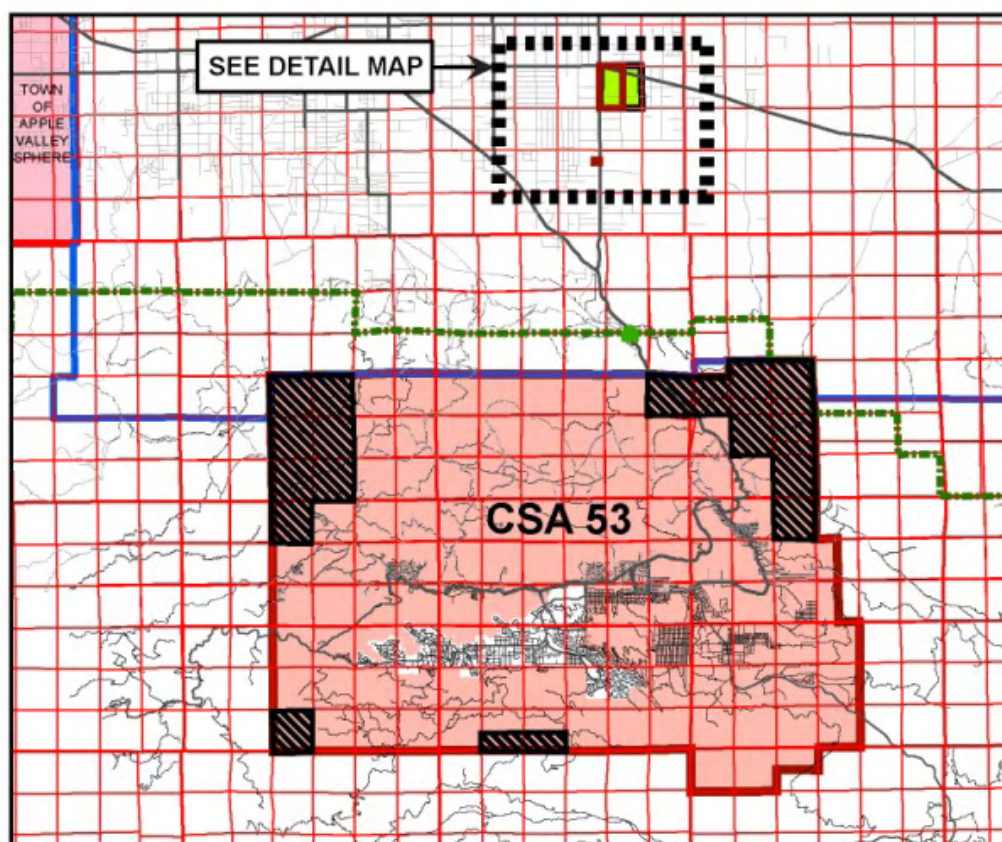 SEE DETAIL MAP
TOWN
OF
APPLE
VALLEY
SPHERE
CSA 53